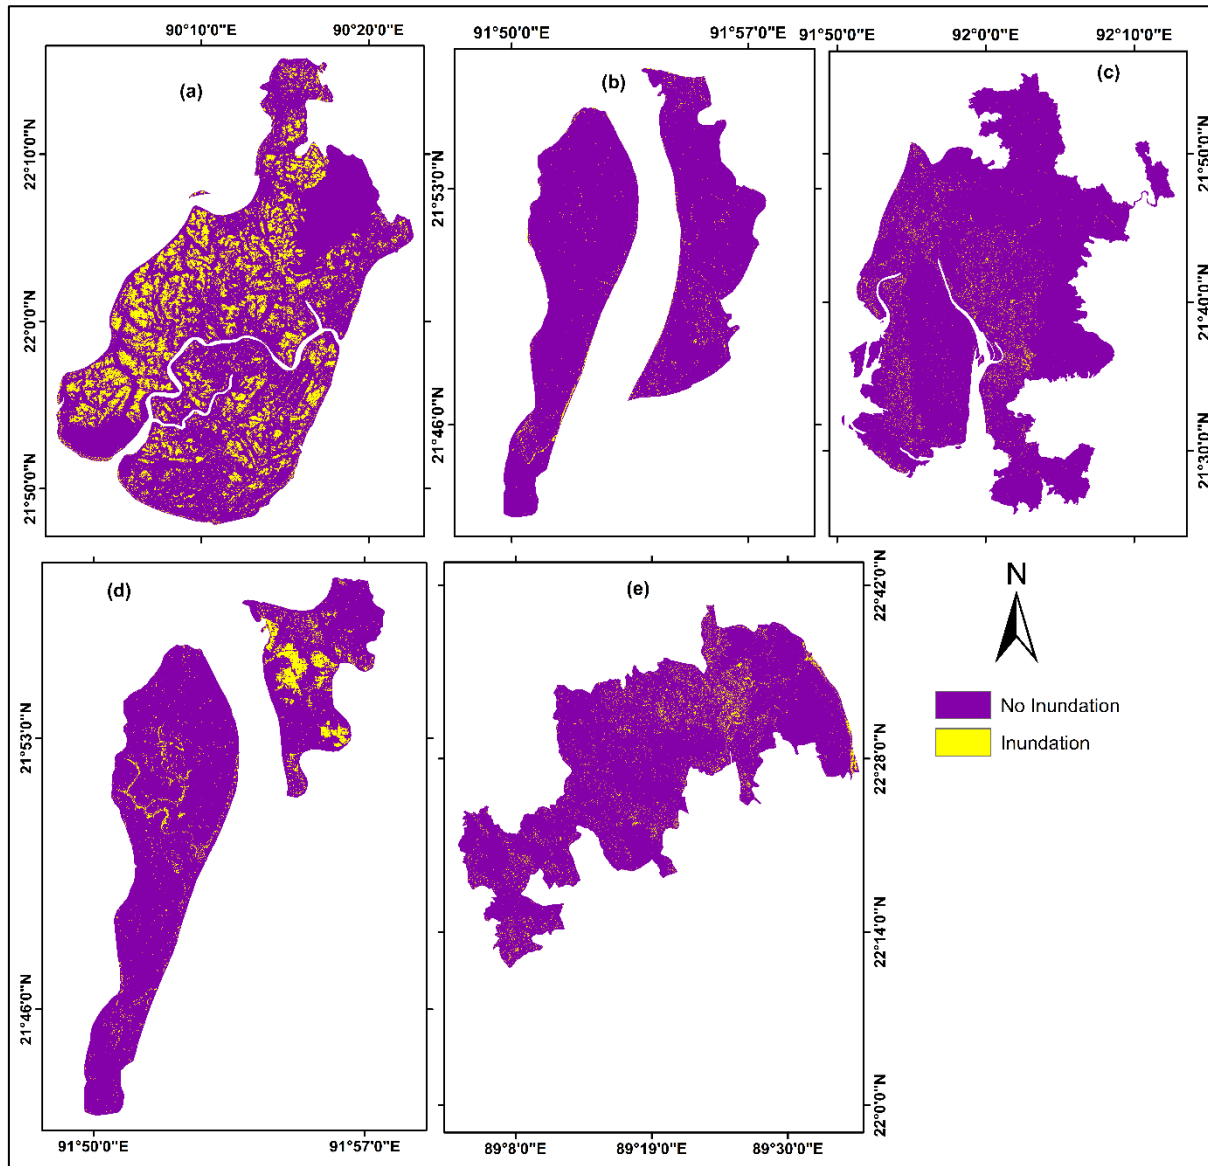 90°10'0"E 90°20'0"E
91°50'0"E 91°57'0"E
91°50'0"E 92°0'0"E 92°10'0"E
(a)
(b)
(c)
22°10'0"N
22°0'0"N
21°50'0"N
21°53'0"N
21°46'0"N
21°50'0"N
21°40'0"N
21°30'0"N
(d)
(e)
21°53'0"N
21°46'0"N
22°42'0"N
22°28'0"N
22°14'0"N
22°0'0"N
N
No Inundation
Inundation
91°50'0"E 91°57'0"E
89°8'0"E 89°19'0"E 89°30'0"E